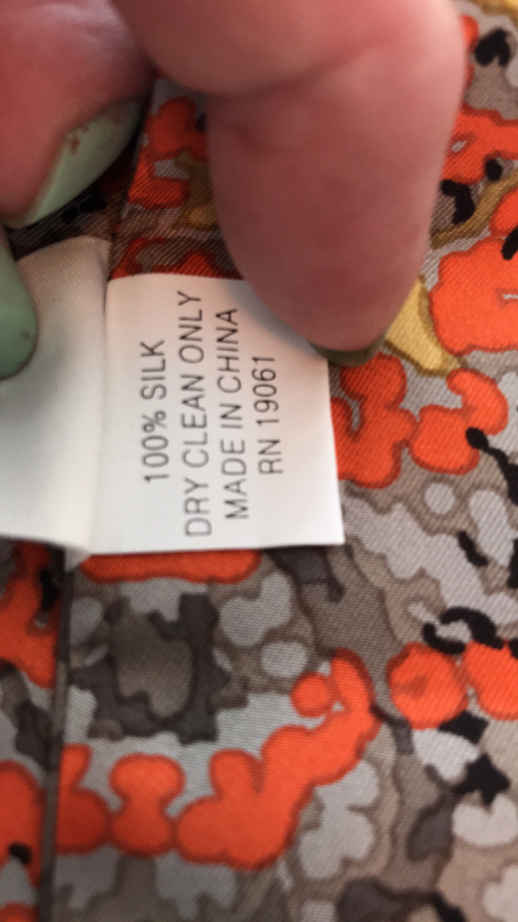 100% SILK
DRY CLEAN ONLY
MADE IN CHINA
RN 19061